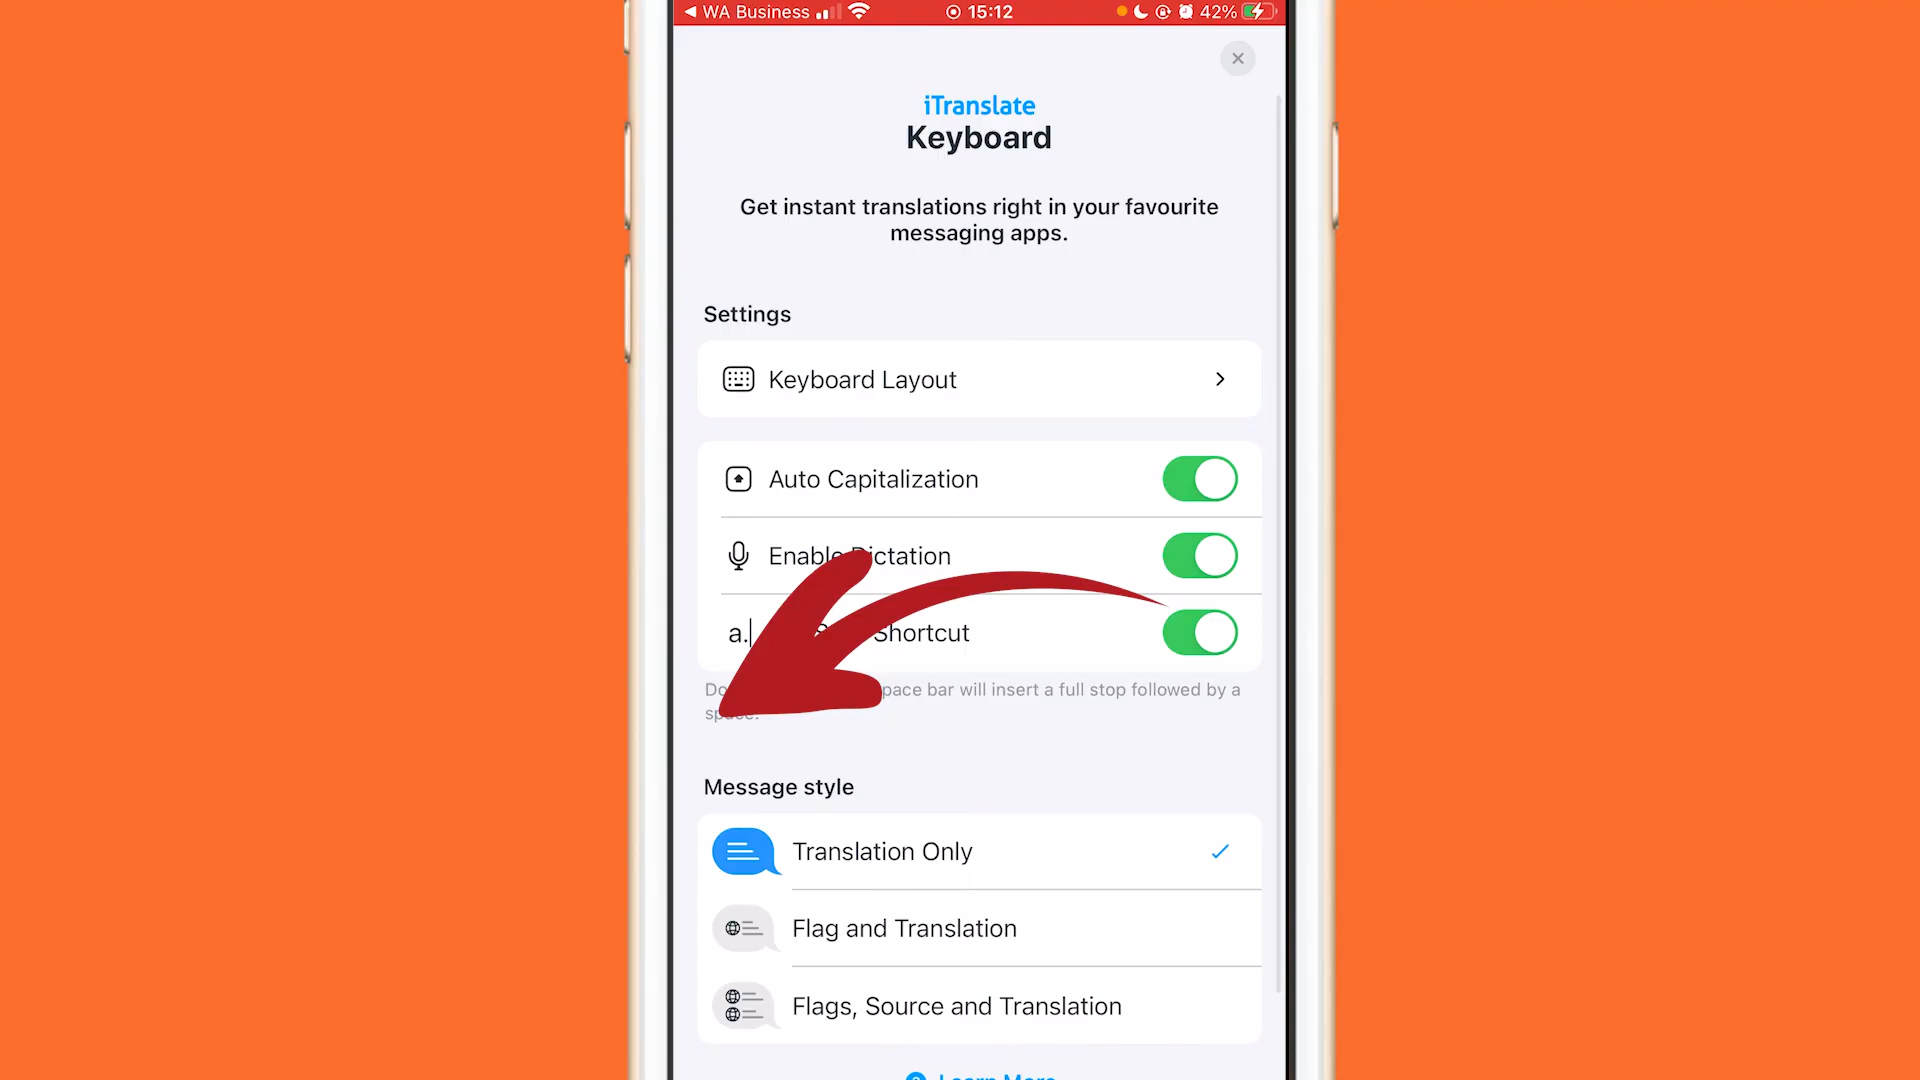 WA Business 15:12 42%
iTranslate
Keyboard
Get instant translations right in your favourite
messaging apps.
Settings
Keyboard Layout
Auto Capitalization
Enable Dictation
a. Shortcut
pace bar will insert a full stop followed by a
space.
Message style
Translation Only
Flag and Translation
Flags, Source and Translation
Learn More